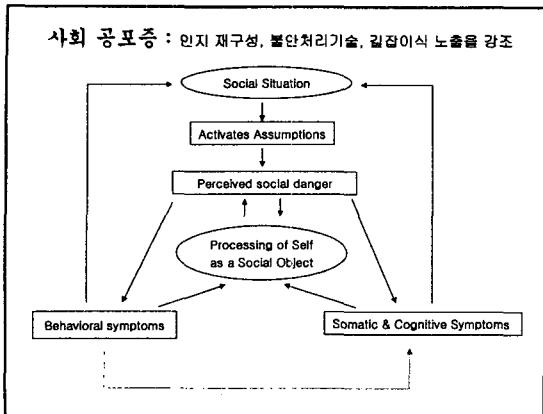 사회 공포증 : 인지 재구성, 불안처리기술, 길잡이식 노출을 강조
Social Situation
Activates Assumptions
Perceived social danger
Processing of Self
as a Social Object
Behavioral symptoms
Somatic & Cognitive Symptoms